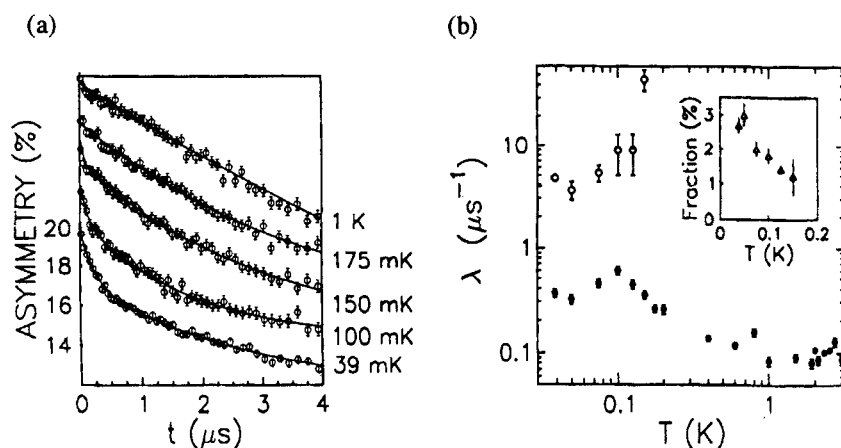 (a)
ASYMMETRY (%)
20
18
16
14
1 K
175 mK
150 mK
100 mK
39 mK
0
1
2
3
4
t (μs)
(b)
λ (μs⁻¹)
10
1
0.1
0.1
1
T (K)
Fraction (%)
3
2
1
0
0
0.1
0.2
T (K)